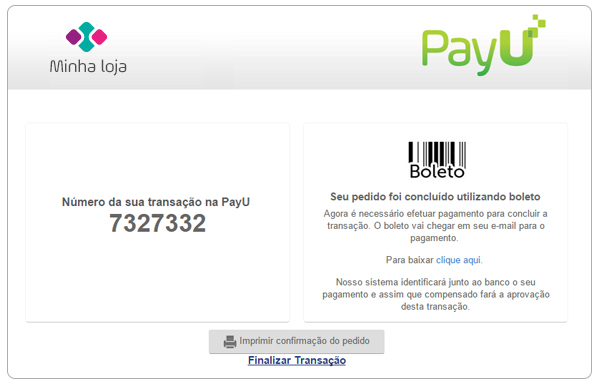 Minha loja
PayU
Número da sua transação na PayU
7327332
Boleto
Seu pedido foi concluído utilizando boleto
Agora é necessário efetuar pagamento para concluir a
transação. O boleto vai chegar em seu e-mail para o
pagamento.
Para baixar clique aqui.
Nosso sistema identificará junto ao banco o seu
pagamento e assim que compensado fará a aprovação
desta transação.
Imprimir confirmação do pedido
Finalizar Transação